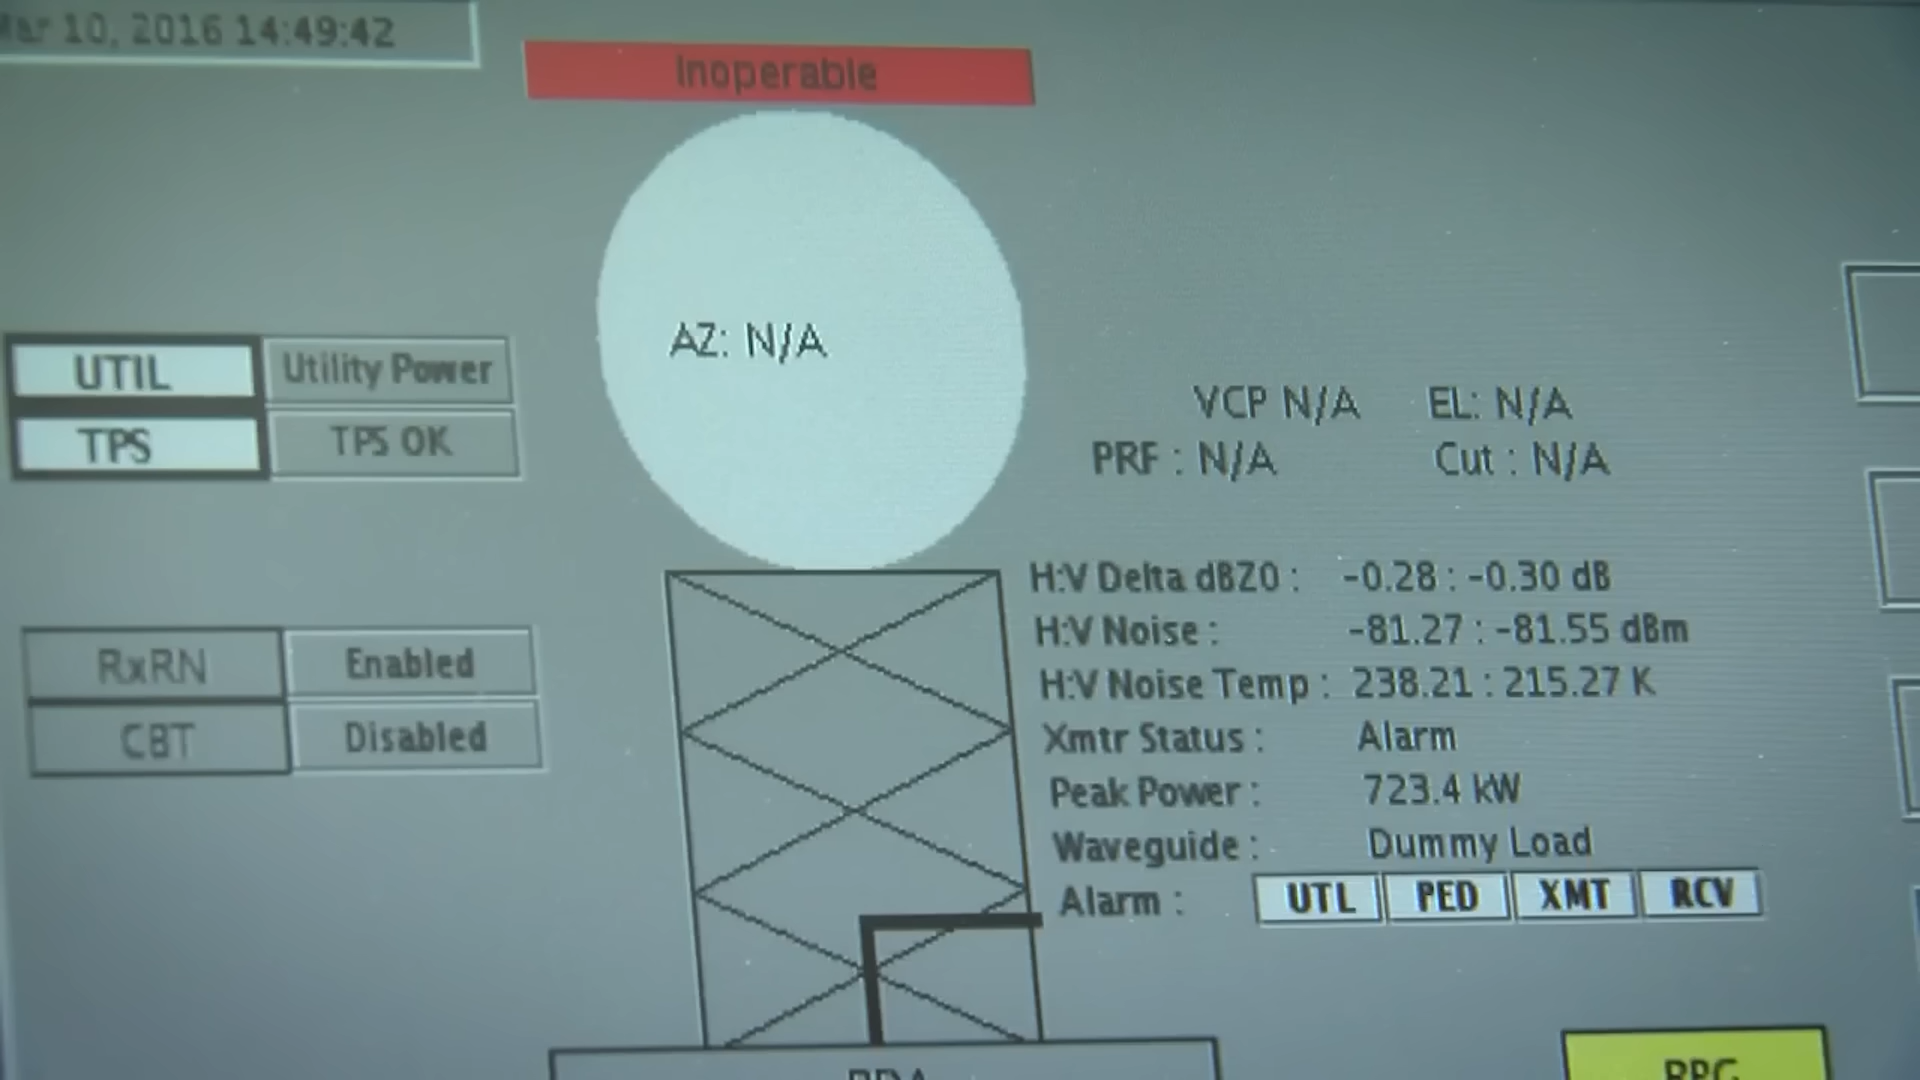 Mar 10, 2016 14:49:42
Inoperable
AZ: N/A
UTIL Utility Power
TPS TPS OK
VCP N/A EL: N/A
PRF : N/A Cut : N/A
H:V Delta dBZ0 : -0.28 : -0.30 dB
H:V Noise : -81.27 : -81.55 dBm
H:V Noise Temp : 238.21 : 215.27 K
RxRN Enabled
CBT Disabled
Xmtr Status : Alarm
Peak Power : 723.4 kW
Waveguide : Dummy Load
Alarm : UTL PED XMT RCV
RDA
RPG